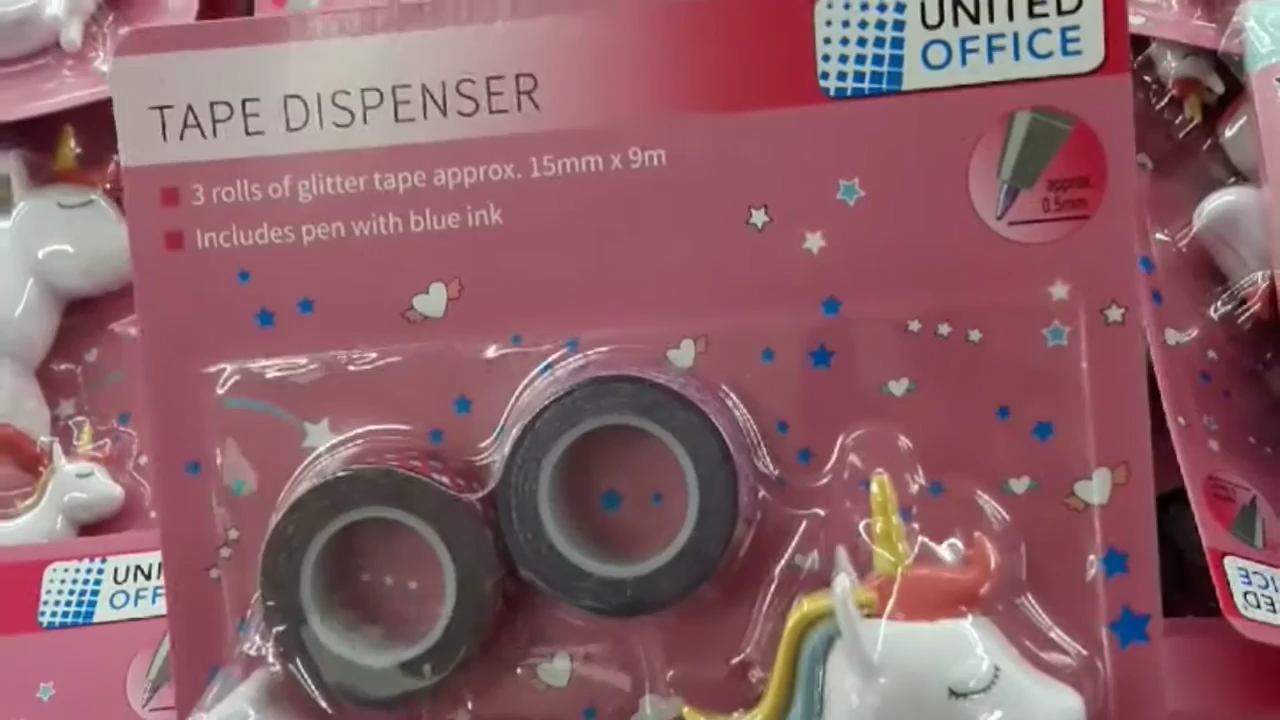 UNITED
OFFICE
TAPE DISPENSER
3 rolls of glitter tape approx. 15mm x 9m
Includes pen with blue ink
approx.
0.5mm
UNI
OFF
ICE